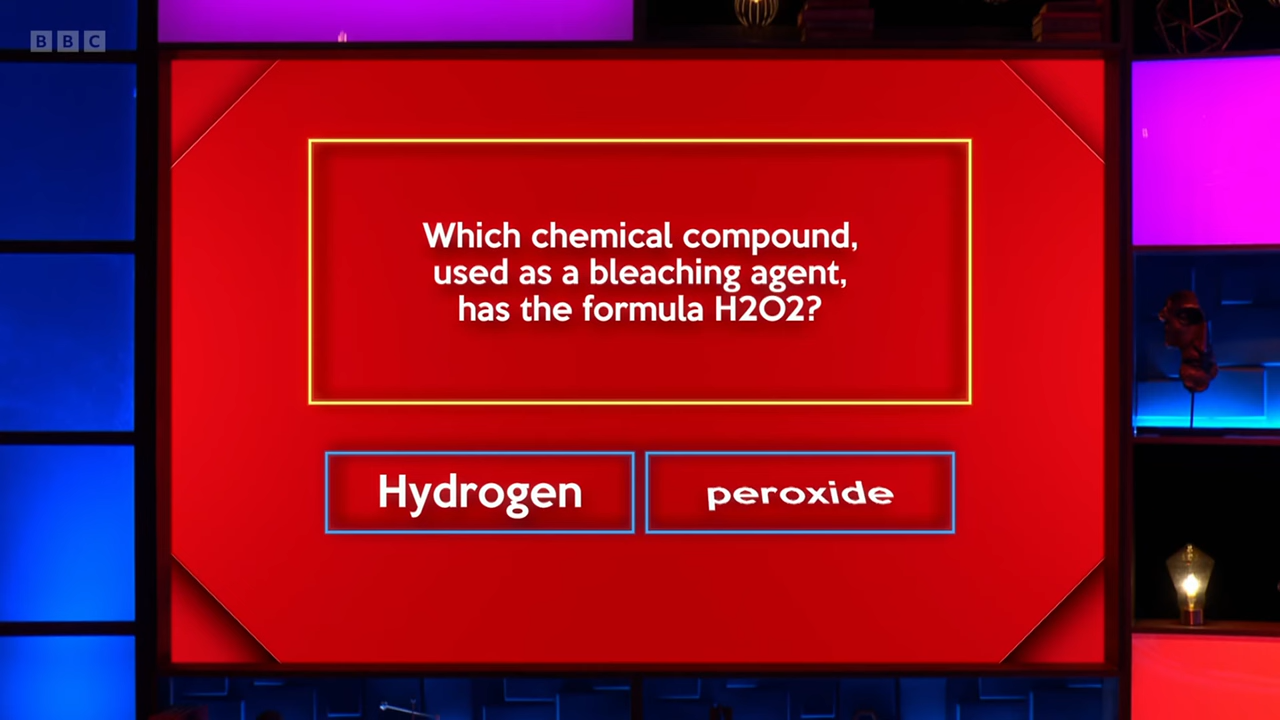 BBC
Which chemical compound,
used as a bleaching agent,
has the formula H2O2?
Hydrogen peroxide